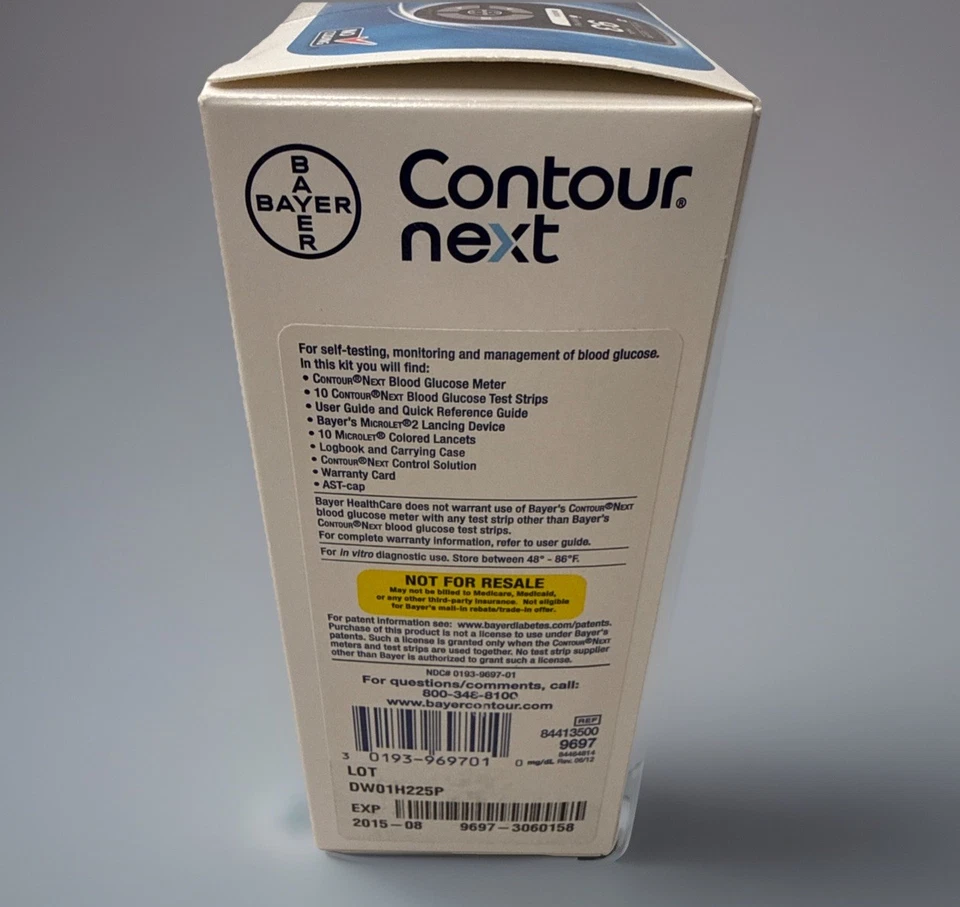 NO CODING
BAYER
BAYER
Contour®
next
For self-testing, monitoring and management of blood glucose.
In this kit you will find:
• CONTOUR®NEXT Blood Glucose Meter
• 10 CONTOUR®NEXT Blood Glucose Test Strips
• User Guide and Quick Reference Guide
• Bayer's MICROLET®2 Lancing Device
• 10 MICROLET® Colored Lancets
• Logbook and Carrying Case
• CONTOUR®NEXT Control Solution
• Warranty Card
• AST-cap
Bayer HealthCare does not warrant use of Bayer's CONTOUR®NEXT
blood glucose meter with any test strip other than Bayer's
CONTOUR®NEXT blood glucose test strips.
For complete warranty information, refer to user guide.
For in vitro diagnostic use. Store between 48° - 86°F.
NOT FOR RESALE
May not be billed to Medicare, Medicaid,
or any other third-party insurance. Not eligible
for Bayer's mail-in rebate/trade-in offer.
For patent information see: www.bayerdiabetes.com/patents.
Purchase of this product is not a license to use under Bayer's
patents. Such a license is granted only when the CONTOUR®NEXT
meters and test strips are used together. No test strip supplier
other than Bayer is authorized to grant such a license.
NDC# 0193-9697-01
For questions/comments, call:
800-348-8100
www.bayercontour.com
REF
84413500
9697
3 0193-969701 0
mg/dL Rev. 06/12
LOT
DW01H225P
EXP
2015-08 9697-3060158